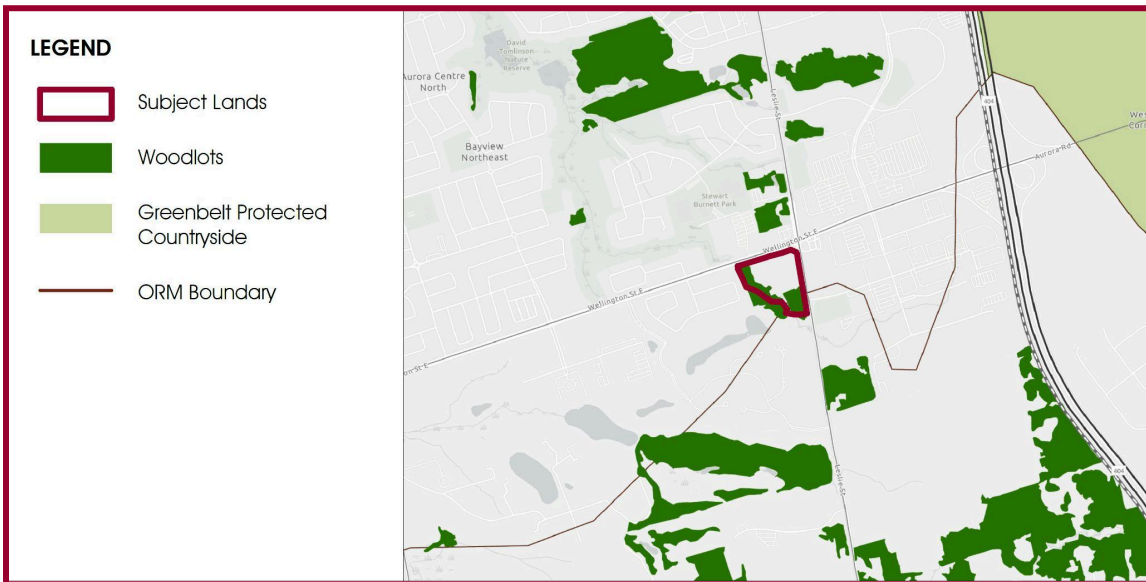 LEGEND
Subject Lands
Woodlots
Greenbelt Protected
Countryside
ORM Boundary
David
Tomlinson
Nature
Reserve
Aurora Centre
North
Bayview
Northeast
Leslie St
404
Aurora Rd
Stewart
Burnett Park
Wellington St E
Wellington St E
on St E
Leslie St
404